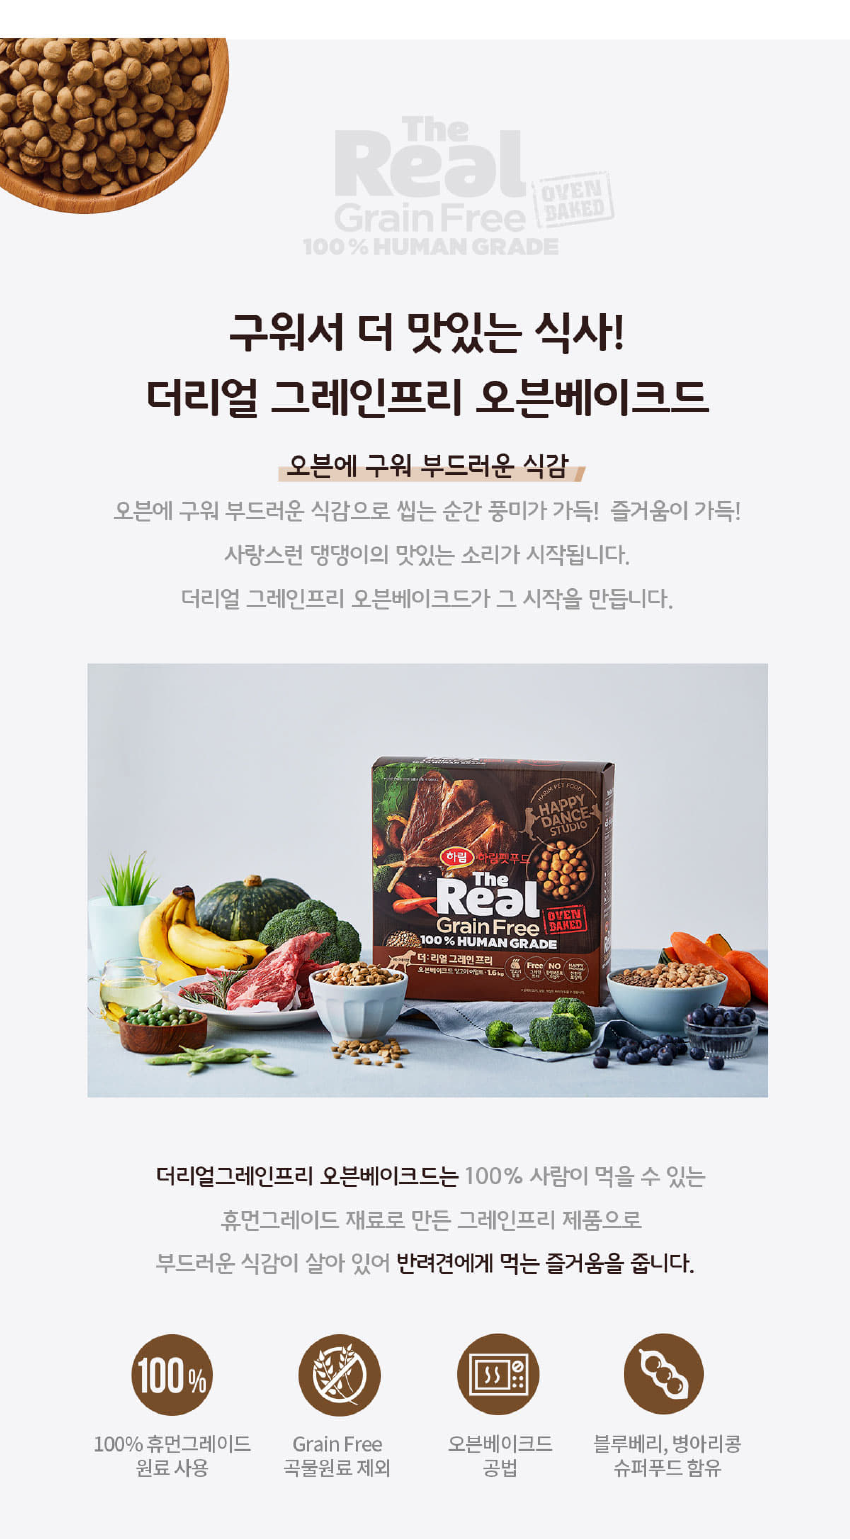 The
Real
Grain Free
OVEN
BAKED
100% HUMAN GRADE
구워서 더 맛있는 식사!
더리얼 그레인프리 오븐베이크드
오븐에 구워 부드러운 식감
오븐에 구워 부드러운 식감으로 씹는 순간 풍미가 가득! 즐거움이 가득!
사랑스런 댕댕이의 맛있는 소리가 시작됩니다.
더리얼 그레인프리 오븐베이크드가 그 시작을 만듭니다.
HAPPY
DANCE
STUDIO
하림 하림펫푸드
The
Real
Grain Free
OVEN
BAKED
100% HUMAN GRADE
더:리얼 그레인프리
1.6kg
더리얼그레인프리 오븐베이크드는 100% 사람이 먹을 수 있는
휴먼그레이드 재료로 만든 그레인프리 제품으로
부드러운 식감이 살아 있어 반려견에게 먹는 즐거움을 줍니다.
100%
100% 휴먼그레이드
원료 사용
Grain Free
곡물원료 제외
오븐베이크드
공법
블루베리, 병아리콩
슈퍼푸드 함유